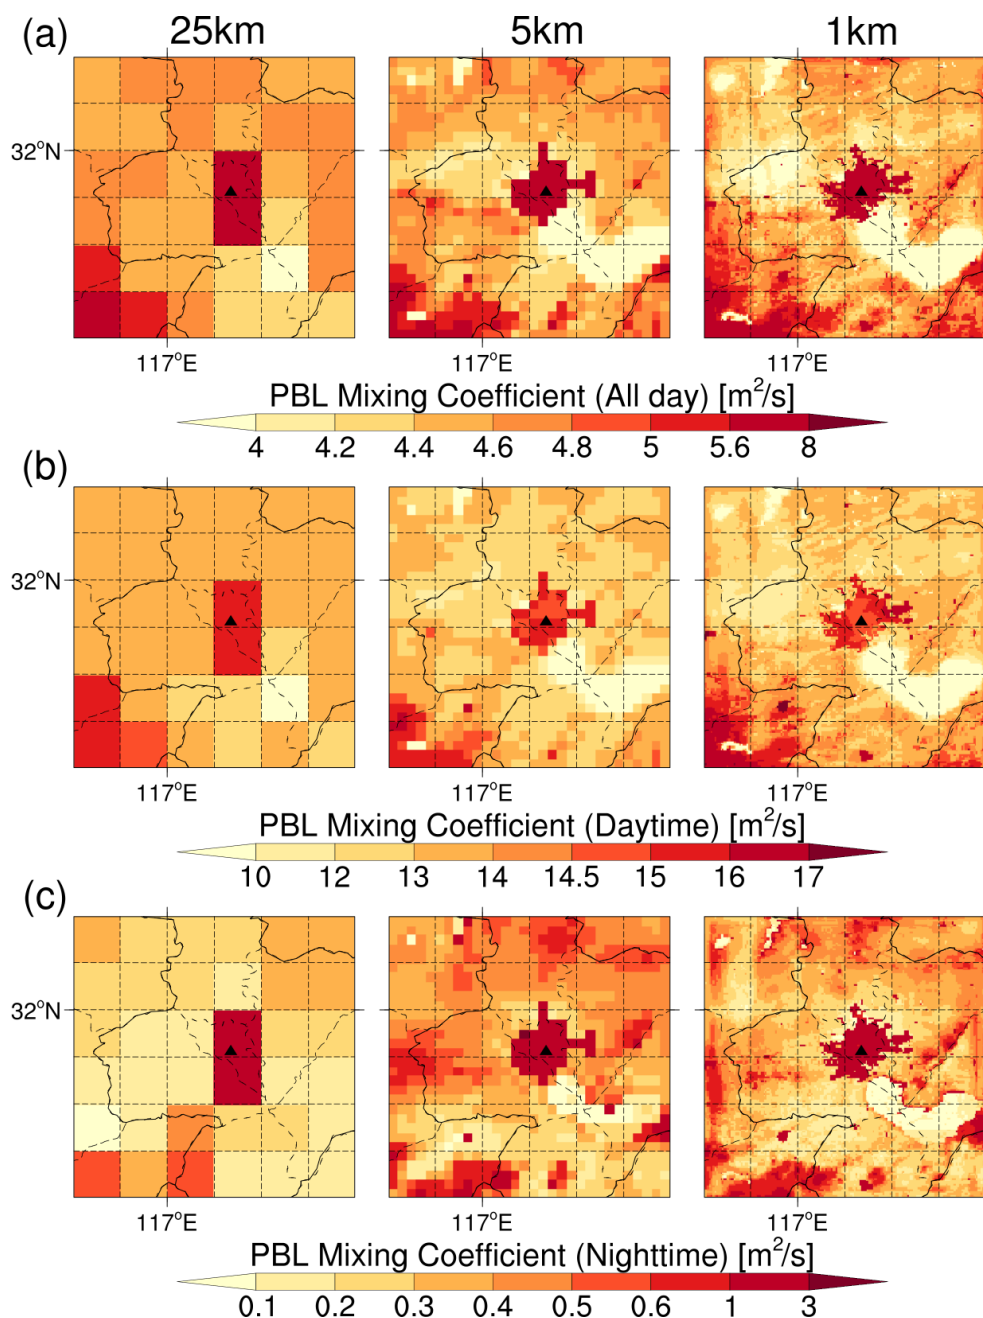 (a) 25km 5km 1km
32°N
117°E 117°E 117°E
PBL Mixing Coefficient (All day) [m²/s]
4 4.2 4.4 4.6 4.8 5 5.6 8
(b)
32°N
117°E 117°E 117°E
PBL Mixing Coefficient (Daytime) [m²/s]
10 12 13 14 14.5 15 16 17
(c)
32°N
117°E 117°E 117°E
PBL Mixing Coefficient (Nighttime) [m²/s]
0.1 0.2 0.3 0.4 0.5 0.6 1 3